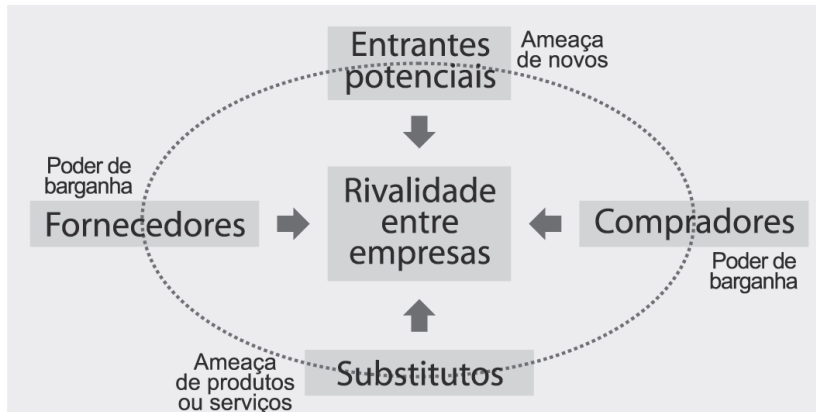 Entrantes
potenciais
Ameaça
de novos
Poder de
barganha
Fornecedores
Rivalidade
entre
empresas
Compradores
Poder de
barganha
Ameaça
de produtos
ou serviços
Substitutos